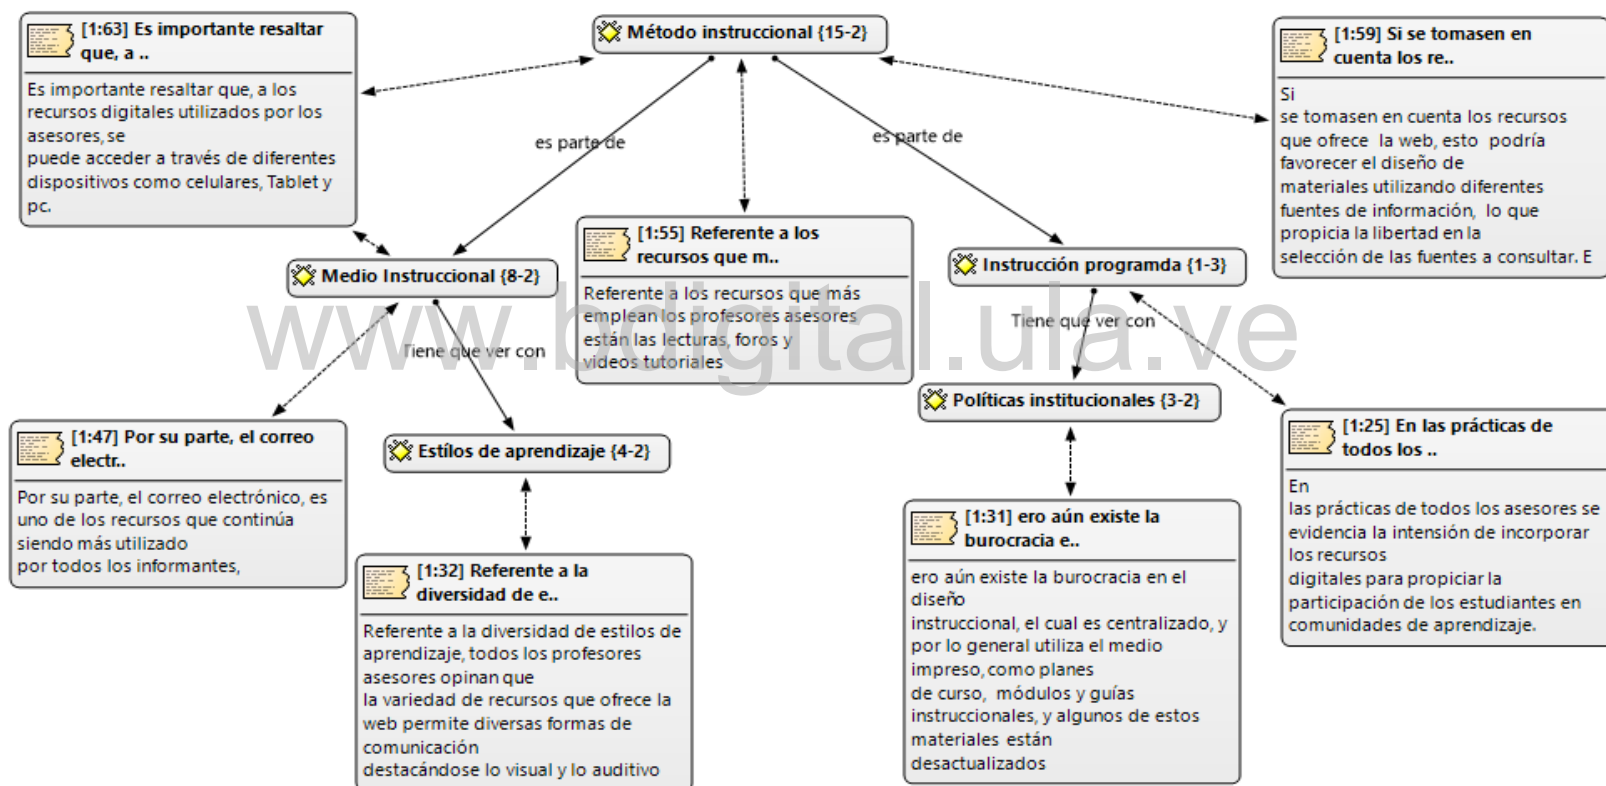 [1:63] Es importante resaltar
que, a ..
Es importante resaltar que, a los
recursos digitales utilizados por los
asesores, se
puede acceder a través de diferentes
dispositivos como celulares, Tablet y
pc.
Método instruccional {15-2}
[1:59] Si se tomasen en
cuenta los re..
Si
se tomasen en cuenta los recursos
que ofrece la web, esto podría
favorecer el diseño de
materiales utilizando diferentes
fuentes de información, lo que
propicia la libertad en la
selección de las fuentes a consultar. E
es parte de
es parte de
Medio Instruccional {8-2}
[1:55] Referente a los
recursos que m..
Referente a los recursos que más
emplean los profesores asesores
están las lecturas, foros y
videos tutoriales
Instrucción programda {1-3}
www.bdigital.ula.ve
Tiene que ver con
Tiene que ver con
Políticas institucionales {3-2}
[1:47] Por su parte, el correo
electr..
Por su parte, el correo electrónico, es
uno de los recursos que continúa
siendo más utilizado
por todos los informantes,
Estílos de aprendizaje {4-2}
[1:25] En las prácticas de
todos los ..
En
las prácticas de todos los asesores se
evidencia la intensión de incorporar
los recursos
digitales para propiciar la
participación de los estudiantes en
comunidades de aprendizaje.
[1:32] Referente a la
diversidad de e..
Referente a la diversidad de estilos de
aprendizaje, todos los profesores
asesores opinan que
la variedad de recursos que ofrece la
web permite diversas formas de
comunicación
destacándose lo visual y lo auditivo
[1:31] ero aún existe la
burocracia e..
ero aún existe la burocracia en el
diseño
instruccional, el cual es centralizado, y
por lo general utiliza el medio
impreso, como planes
de curso, módulos y guías
instruccionales, y algunos de estos
materiales están
desactualizados